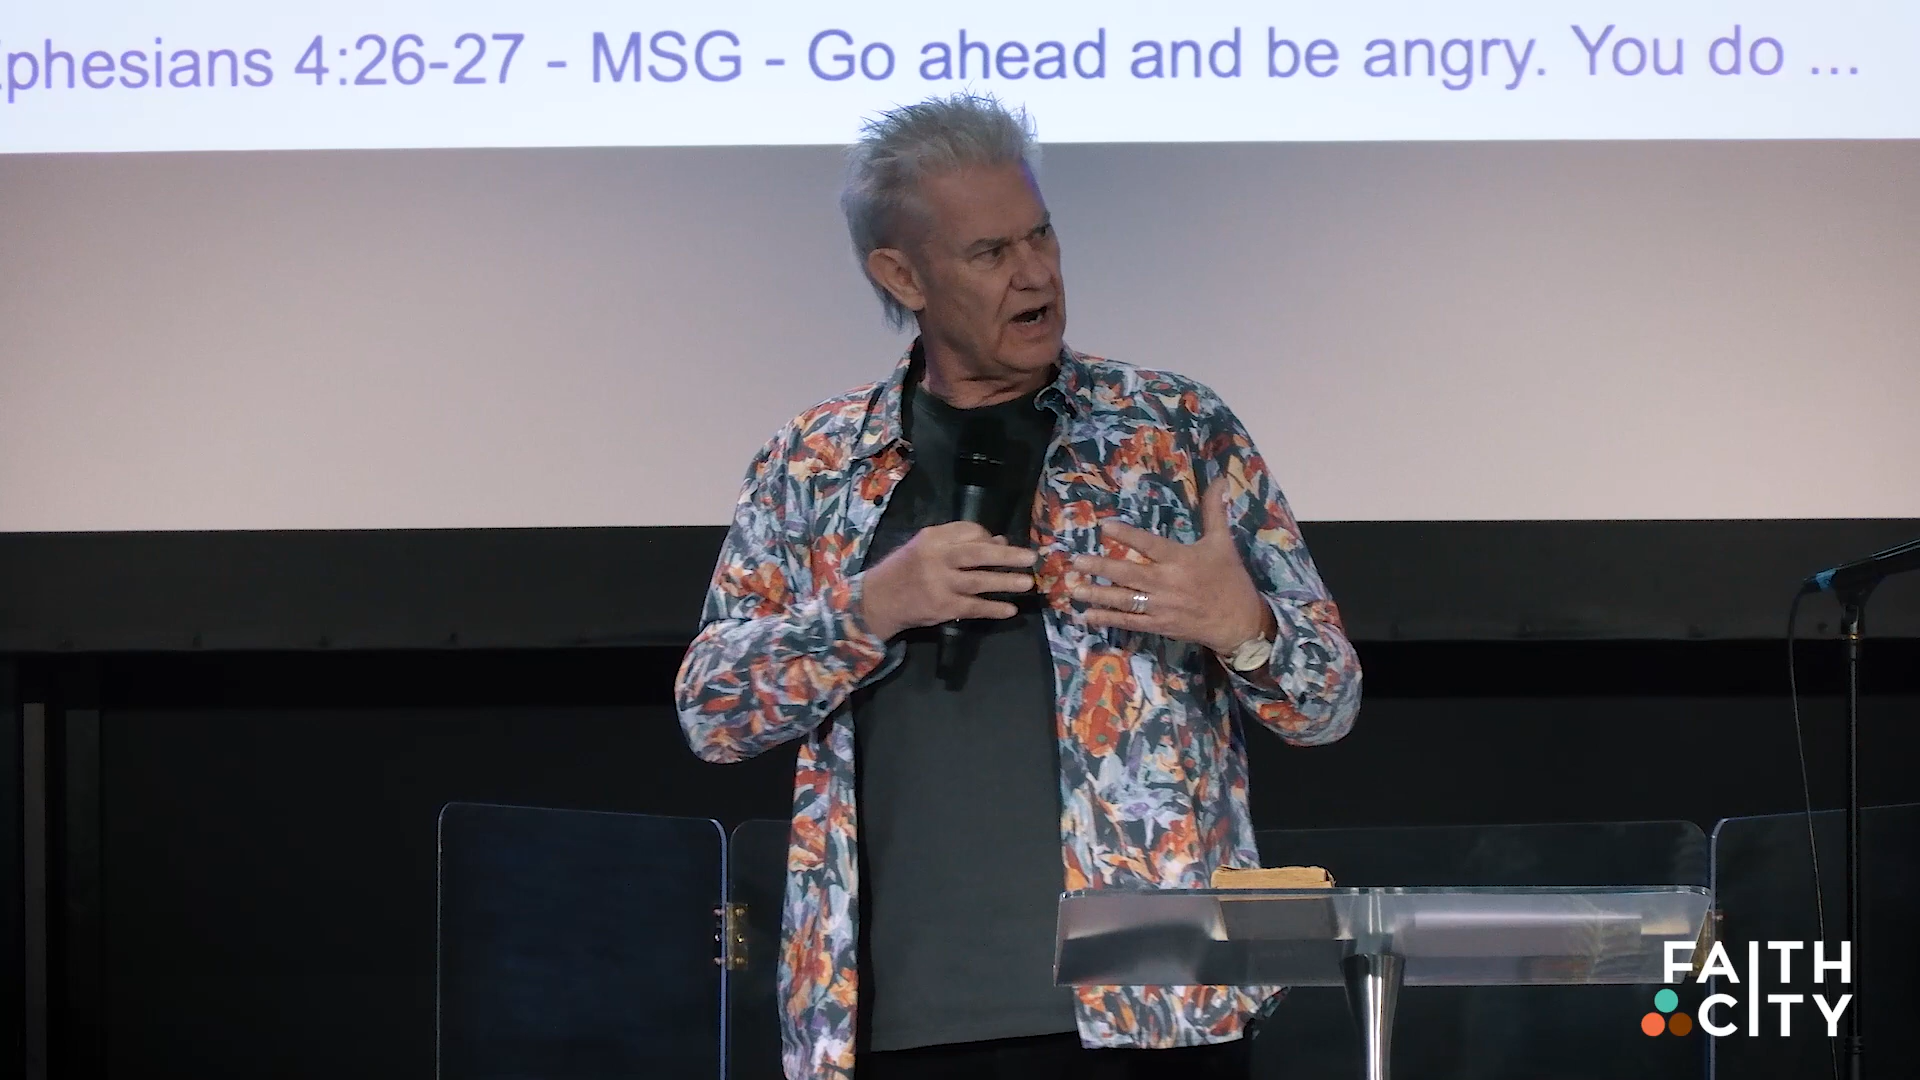 Ephesians 4:26-27 - MSG - Go ahead and be angry. You do ...
FAITH
CITY